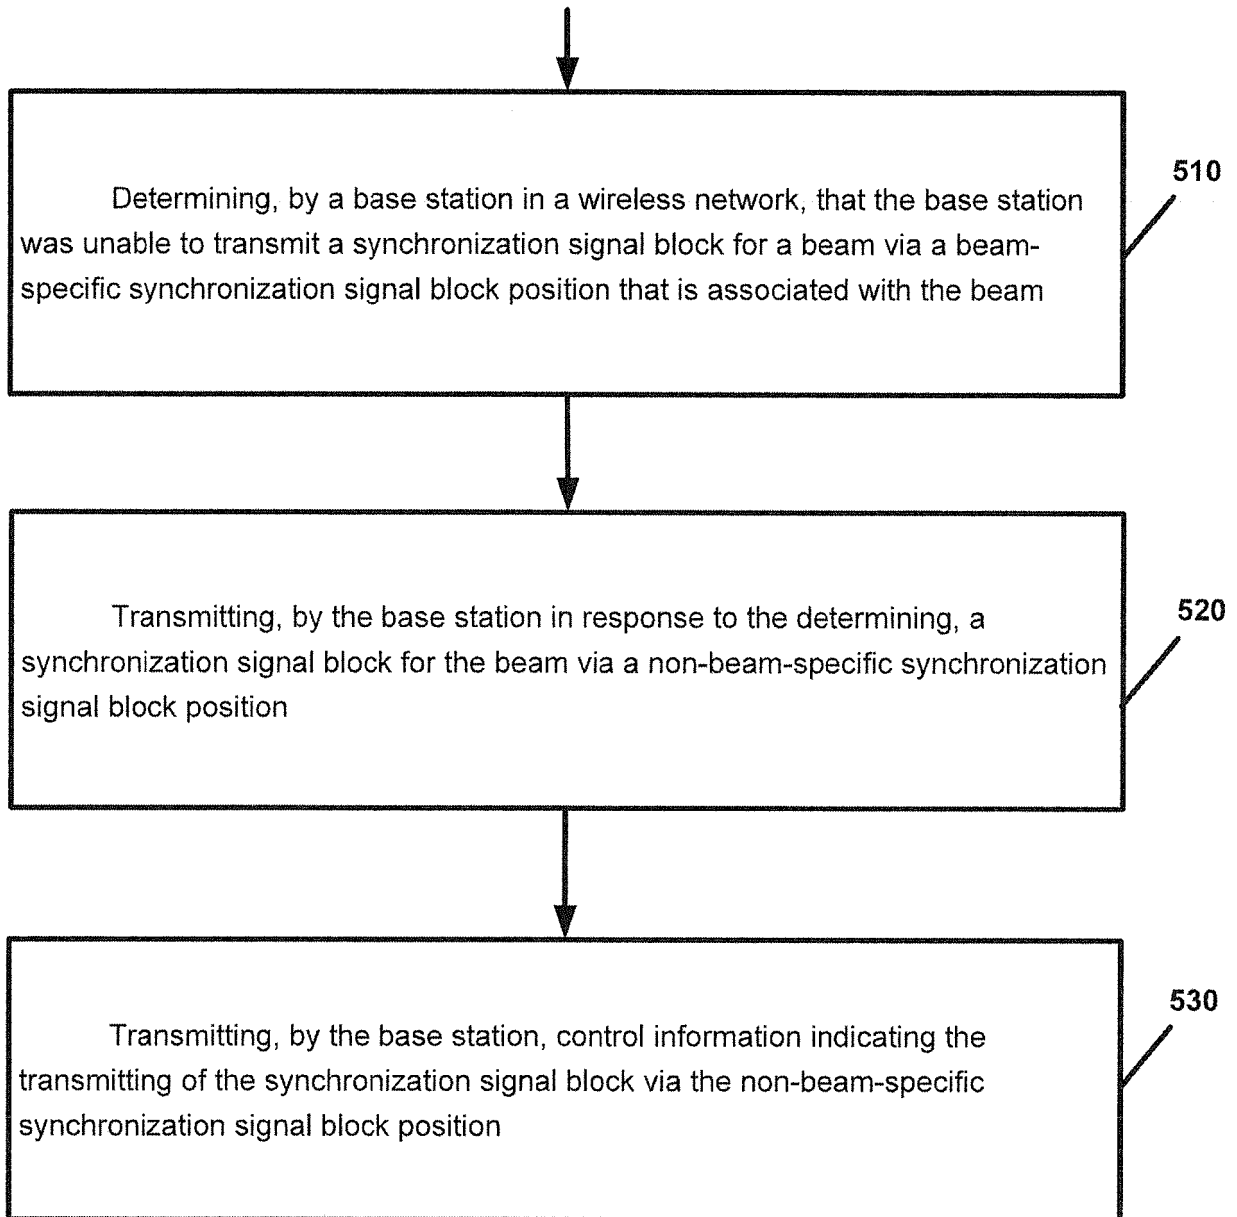 Determining, by a base station in a wireless network, that the base station
was unable to transmit a synchronization signal block for a beam via a beam-
specific synchronization signal block position that is associated with the beam
510
Transmitting, by the base station in response to the determining, a
synchronization signal block for the beam via a non-beam-specific synchronization
signal block position
520
Transmitting, by the base station, control information indicating the
transmitting of the synchronization signal block via the non-beam-specific
synchronization signal block position
530